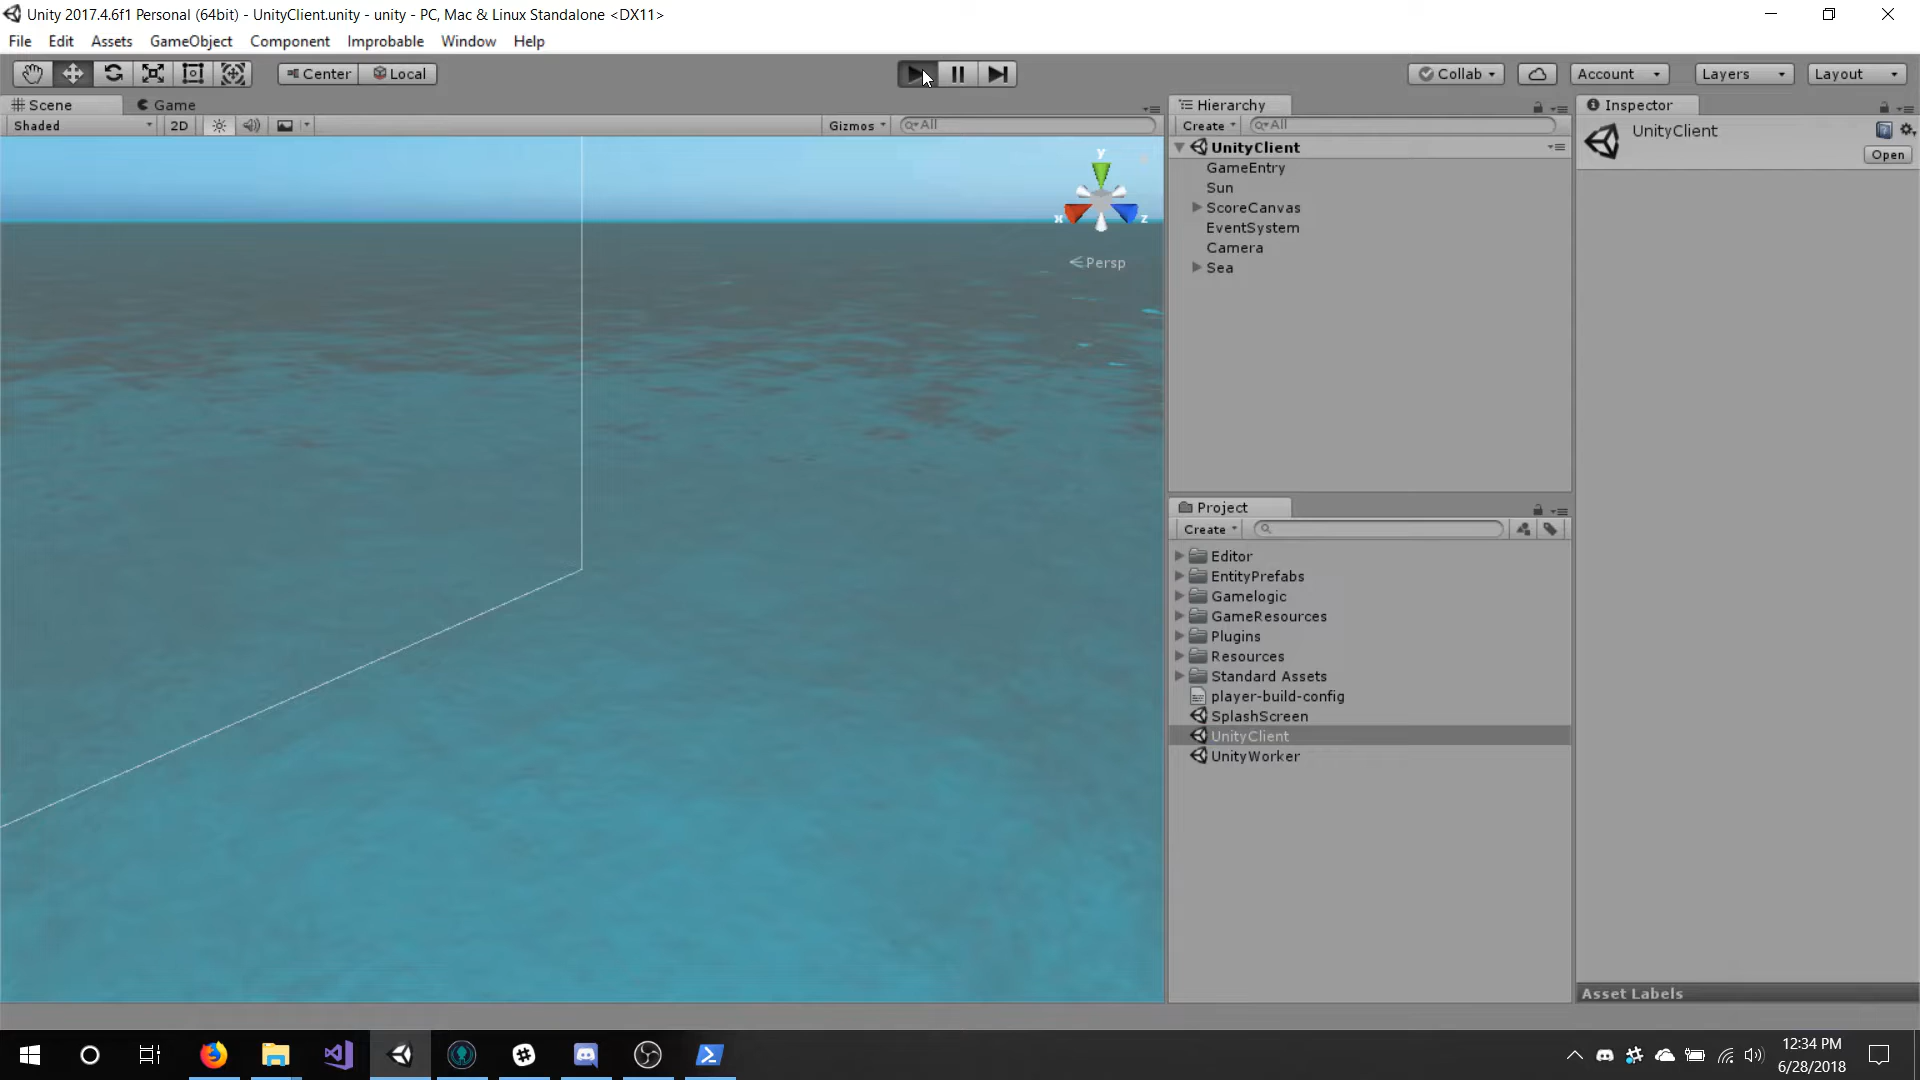 Unity 2017.4.6f1 Personal (64bit) - UnityClient.unity - unity - PC, Mac & Linux Standalone <DX11>
File Edit Assets GameObject Component Improbable Window Help
Center Local Collab Account Layers Layout
Scene Game
Shaded 2D Gizmos All
y
x z
Persp
Hierarchy
Create All
UnityClient
GameEntry
Sun
ScoreCanvas
EventSystem
Camera
Sea
Project
Create
Editor
EntityPrefabs
Gamelogic
GameResources
Plugins
Resources
Standard Assets
player-build-config
SplashScreen
UnityClient
UnityWorker
Inspector
UnityClient
Open
Asset Labels
12:34 PM
6/28/2018